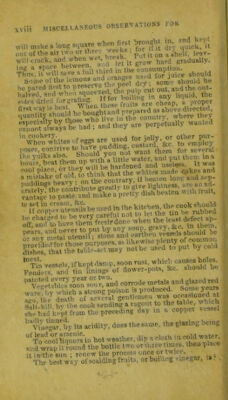 xviii MISCELLANEOUS OBSERVATIONS FOR
will make a long square when first brought in, and kept
out of the air two or three weeks; for if it dry quick, it
will crack, and when wet, break. Put it on a shelf, leav-
ing a space between, and let it grow hard gradually.
Thus, it will save a full third in the consumption.
Some of the lemons and oranges used for juice should
be pared first to preserve the peel dry; some should be
halved, and when squeezed, the pulp cut out, and the out-
sides dried for grating. If for boiling in any liquid, the
first way is best. When these fruits are cheap, a proper
quantity should be bought and prepared as above directed,
especially by those who live in the country, where they
cannot always be had; and they are perpetually wanted
in cookery.
When whites of eggs are used for jelly, or other pur-
poses, contrive to have pudding, custard, &c. to employ
the yolks also. Should you not want them for several
hours, beat them up with a little water, and put them in a
cool place, or they will be hardened and useless. It was
a mistake of old, to think that the whites made cakes and
puddings heavy; on the contrary, if beaten long and sep-
arately, they contribute greatly to give lightness, are an ad-
vantage to paste, and make a pretty dish beaten with fruit,
to set in cream, &c.
If copper utensils be used in the kitchen, the cook should
be charged to be very careful not to let the tin be rubbed
off, and to have them fresh done when the least defect ap-
pears, and never to put by any soup, gravy, &c. in them,
or any metal utensil; stone and earthen vessels should be
provided for those purposes, as likewise plenty of common
dishes, that the table-set may not be used to put by cold
meat.
Tin vessels, if kept damp, soon rust, which causes holes.
Fenders, and tin linings of flower-pots, &c. should be
painted every year or two.
Vegetables soon sour, and corrode metals and glazed red
ware, by which a strong poison is produced. Some years
ago, the death of several gentlemen was occasioned at
Salt-hill, by the cook sending a ragout to the table, which
she had kept from the preceding day in a copper vessel
badly tinned.
Vinegar, by its acidity, does the same, the glazing being
of lead or arsenic.
To cool liquors in hot weather, dip a cloth in cold water,
and wrap it round the bottle two or three times, then place
it in the sun; renew the process once or twice.
The best way of scalding fruits, or boiling vinegar, is